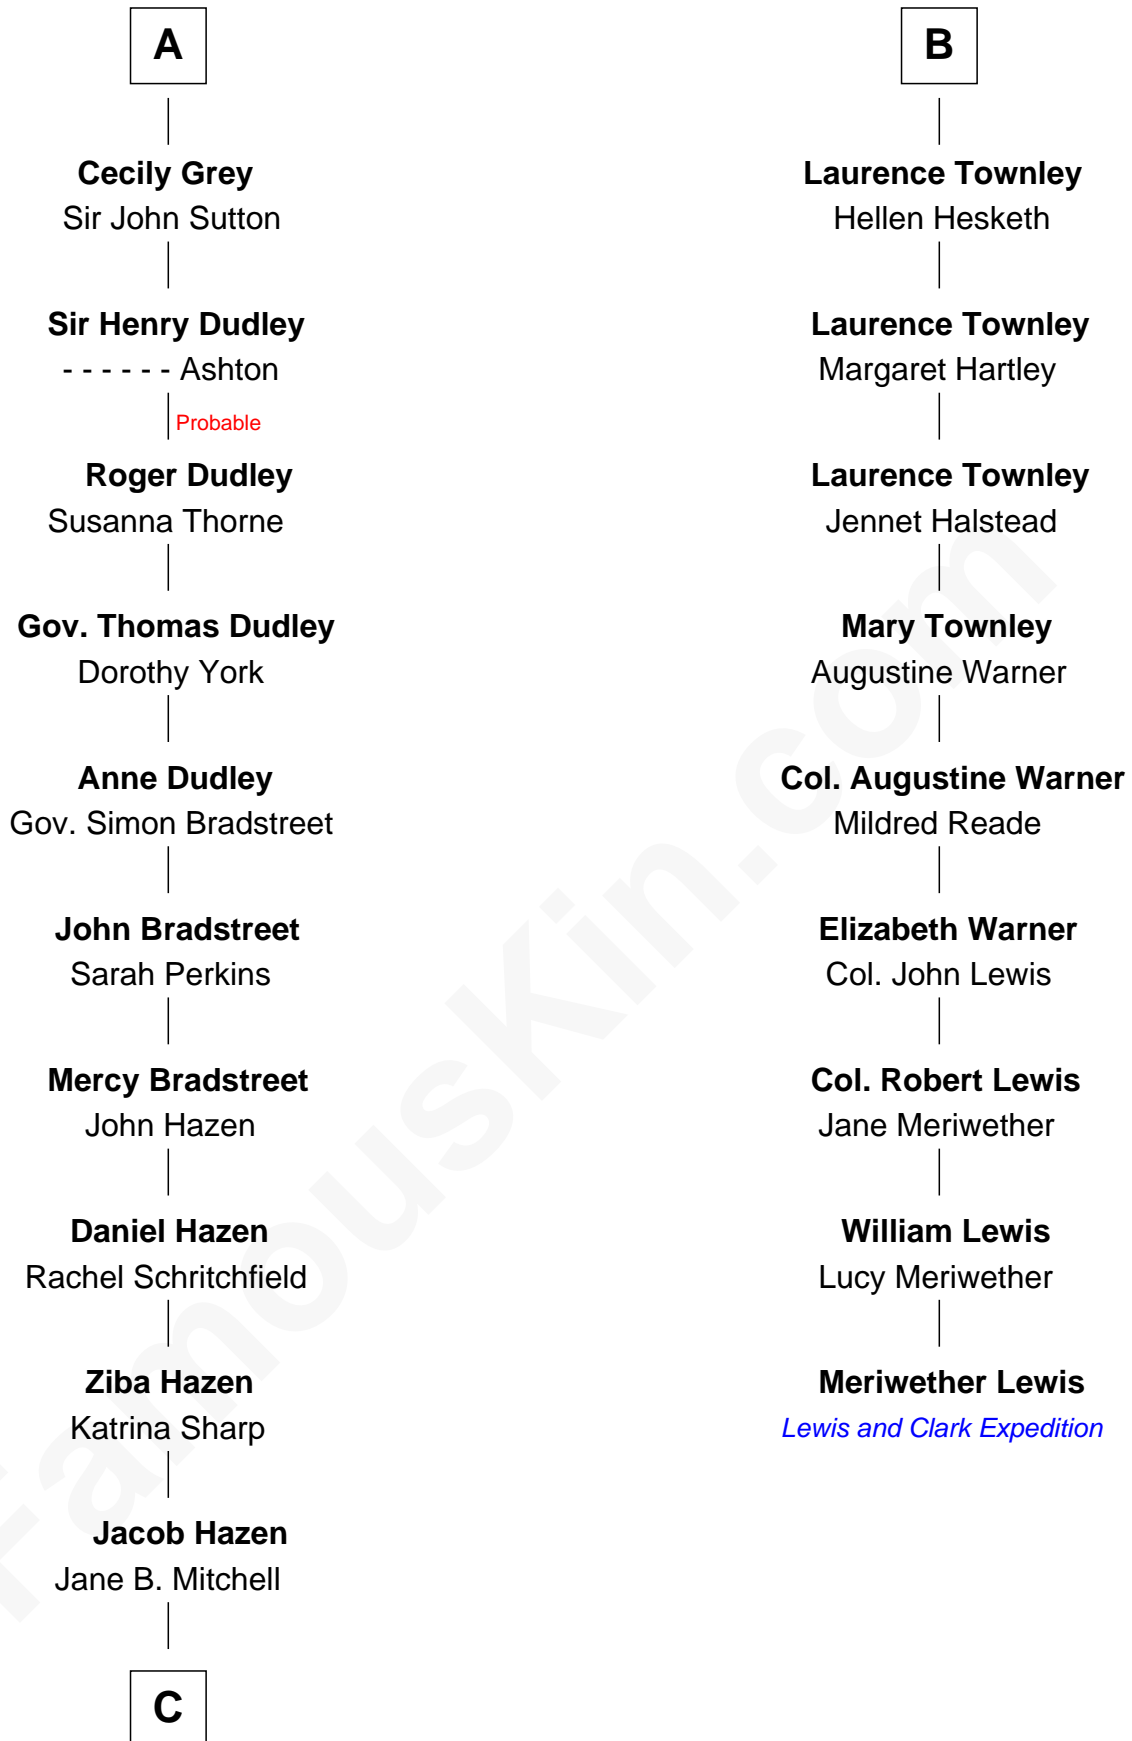 A
Cecily Grey
Sir John Sutton
Sir Henry Dudley
- - - - - - Ashton
Probable
Roger Dudley
Susanna Thorne
Gov. Thomas Dudley
Dorothy York
Anne Dudley
Gov. Simon Bradstreet
John Bradstreet
Sarah Perkins
Mercy Bradstreet
John Hazen
Daniel Hazen
Rachel Schritchfield
Ziba Hazen
Katrina Sharp
Jacob Hazen
Jane B. Mitchell
C
B
Laurence Townley
Hellen Hesketh
Laurence Townley
Margaret Hartley
Laurence Townley
Jennet Halstead
Mary Townley
Augustine Warner
Col. Augustine Warner
Mildred Reade
Elizabeth Warner
Col. John Lewis
Col. Robert Lewis
Jane Meriwether
William Lewis
Lucy Meriwether
Meriwether Lewis
Lewis and Clark Expedition
FamousKin.com